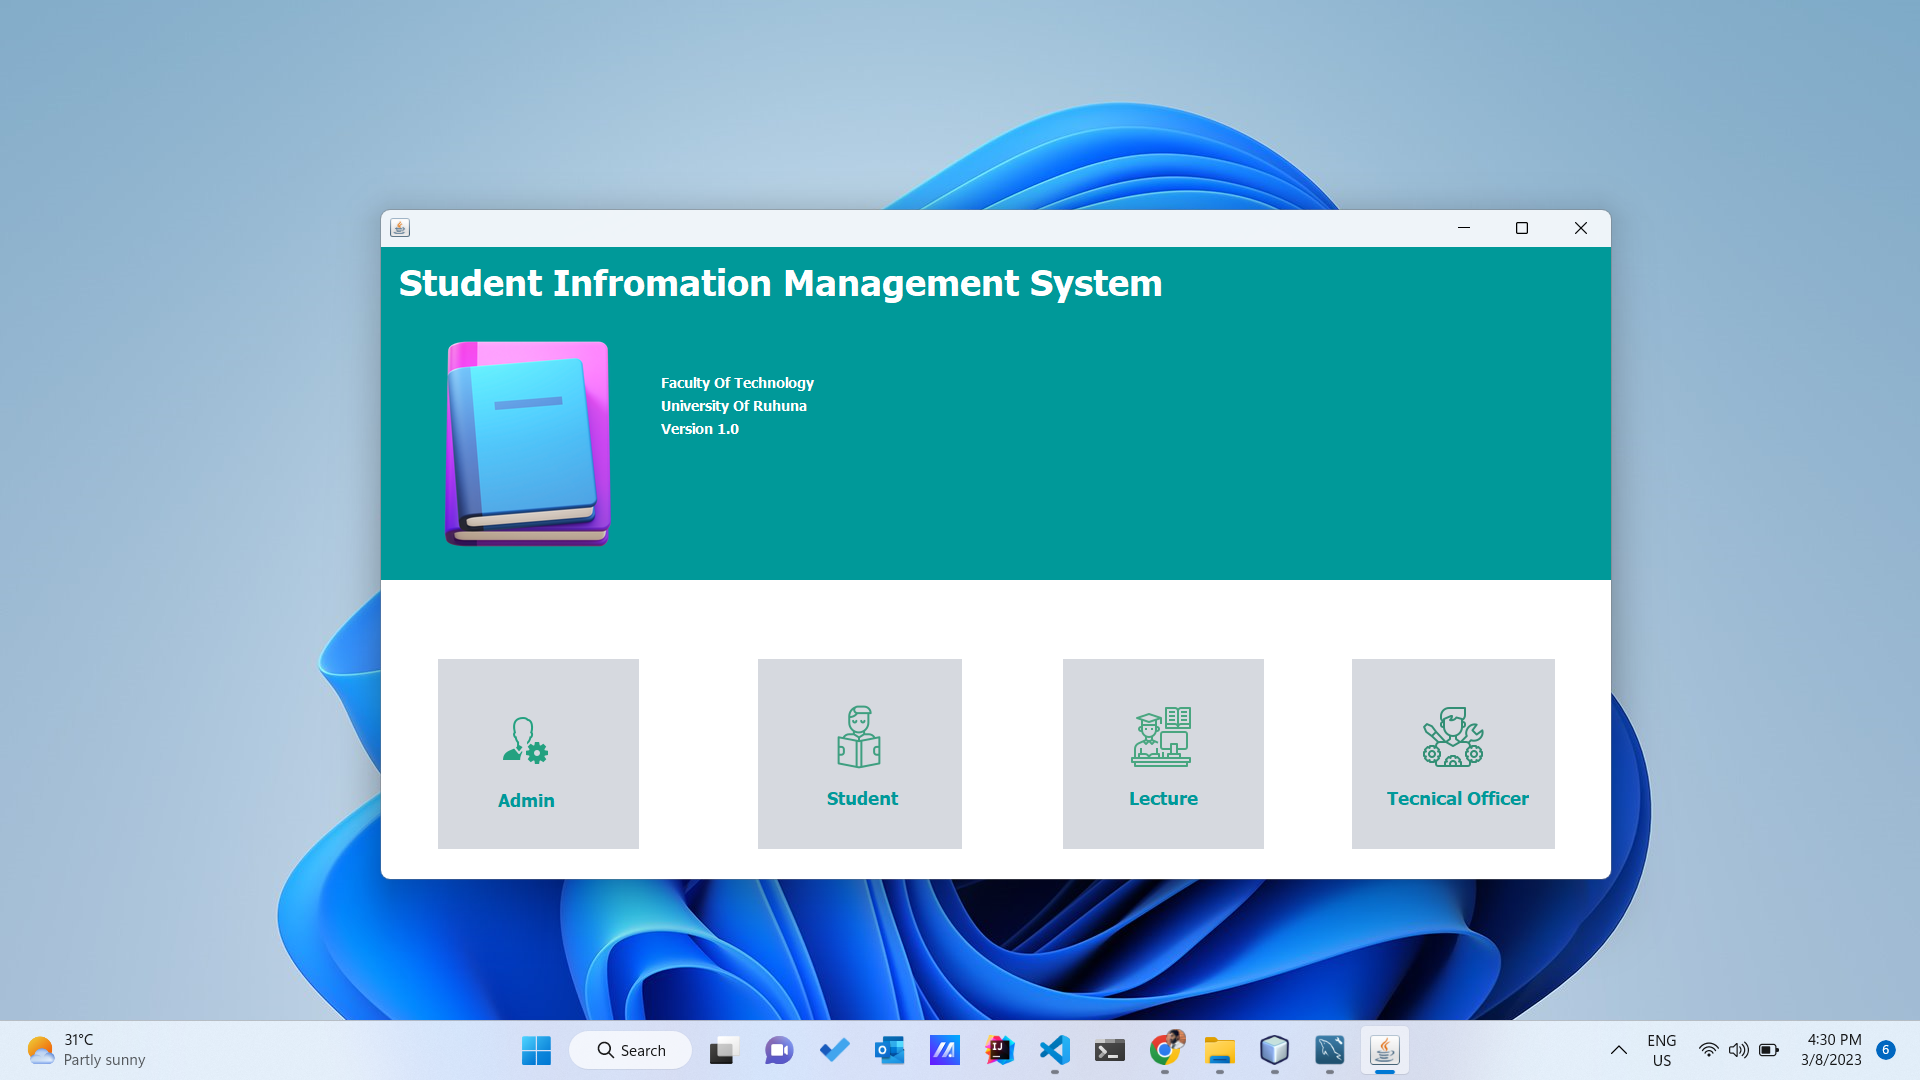 Student Infromation Management System
Faculty Of Technology
University Of Ruhuna
Version 1.0
Admin
Student
Lecture
Tecnical Officer
31°C
Partly sunny
Search
IJ
ENG
US
4:30 PM
3/8/2023
6